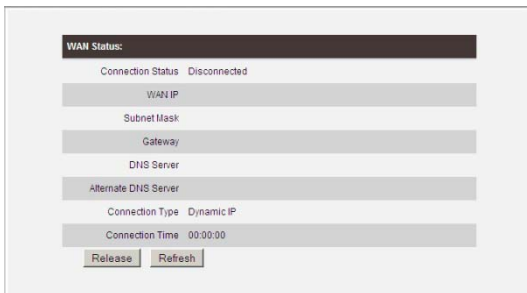 WAN Status:
Connection Status Disconnected
WAN IP
Subnet Mask
Gateway
DNS Server
Alternate DNS Server
Connection Type Dynamic IP
Connection Time 00:00:00
Release Refresh